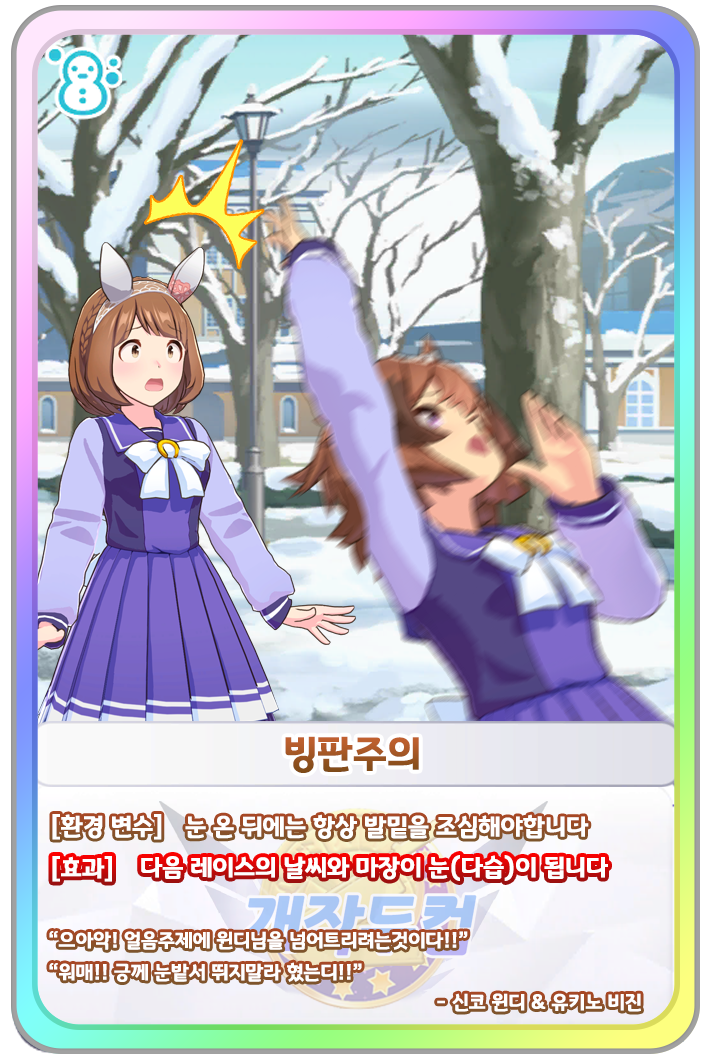 빙판주의
[환경 변수] 눈 온 뒤에는 항상 발밑을 조심해야합니다
[효과] 다음 레이스의 날씨와 마장이 눈(다습)이 됩니다
개작두컵
“으아악! 얼음주제에 윈디님을 넘어트리려는것이다!!”
“워매!! 긍께 눈밭서 뛰지말라 혔는디!!”
- 신코 윈디 & 유키노 비진